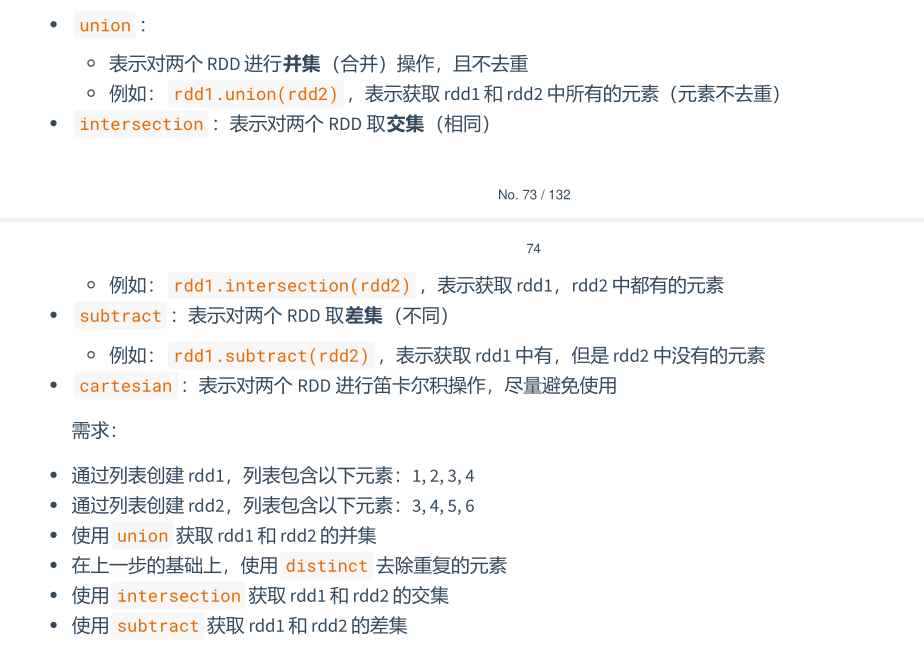 union：
表示对两个 RDD 进行并集（合并）操作，且不去重
例如： rdd1.union(rdd2) ，表示获取 rdd1 和 rdd2 中所有的元素（元素不去重）
intersection：表示对两个 RDD 取交集（相同）
No. 73 / 132
74
例如： rdd1.intersection(rdd2) ，表示获取 rdd1，rdd2 中都有的元素
subtract：表示对两个 RDD 取差集（不同）
例如： rdd1.subtract(rdd2) ，表示获取 rdd1 中有，但是 rdd2 中没有的元素
cartesian：表示对两个 RDD 进行笛卡尔积操作，尽量避免使用
需求：
通过列表创建 rdd1，列表包含以下元素：1, 2, 3, 4
通过列表创建 rdd2，列表包含以下元素：3, 4, 5, 6
使用 union 获取 rdd1 和 rdd2 的并集
在上一步的基础上，使用 distinct 去除重复的元素
使用 intersection 获取 rdd1 和 rdd2 的交集
使用 subtract 获取 rdd1 和 rdd2 的差集